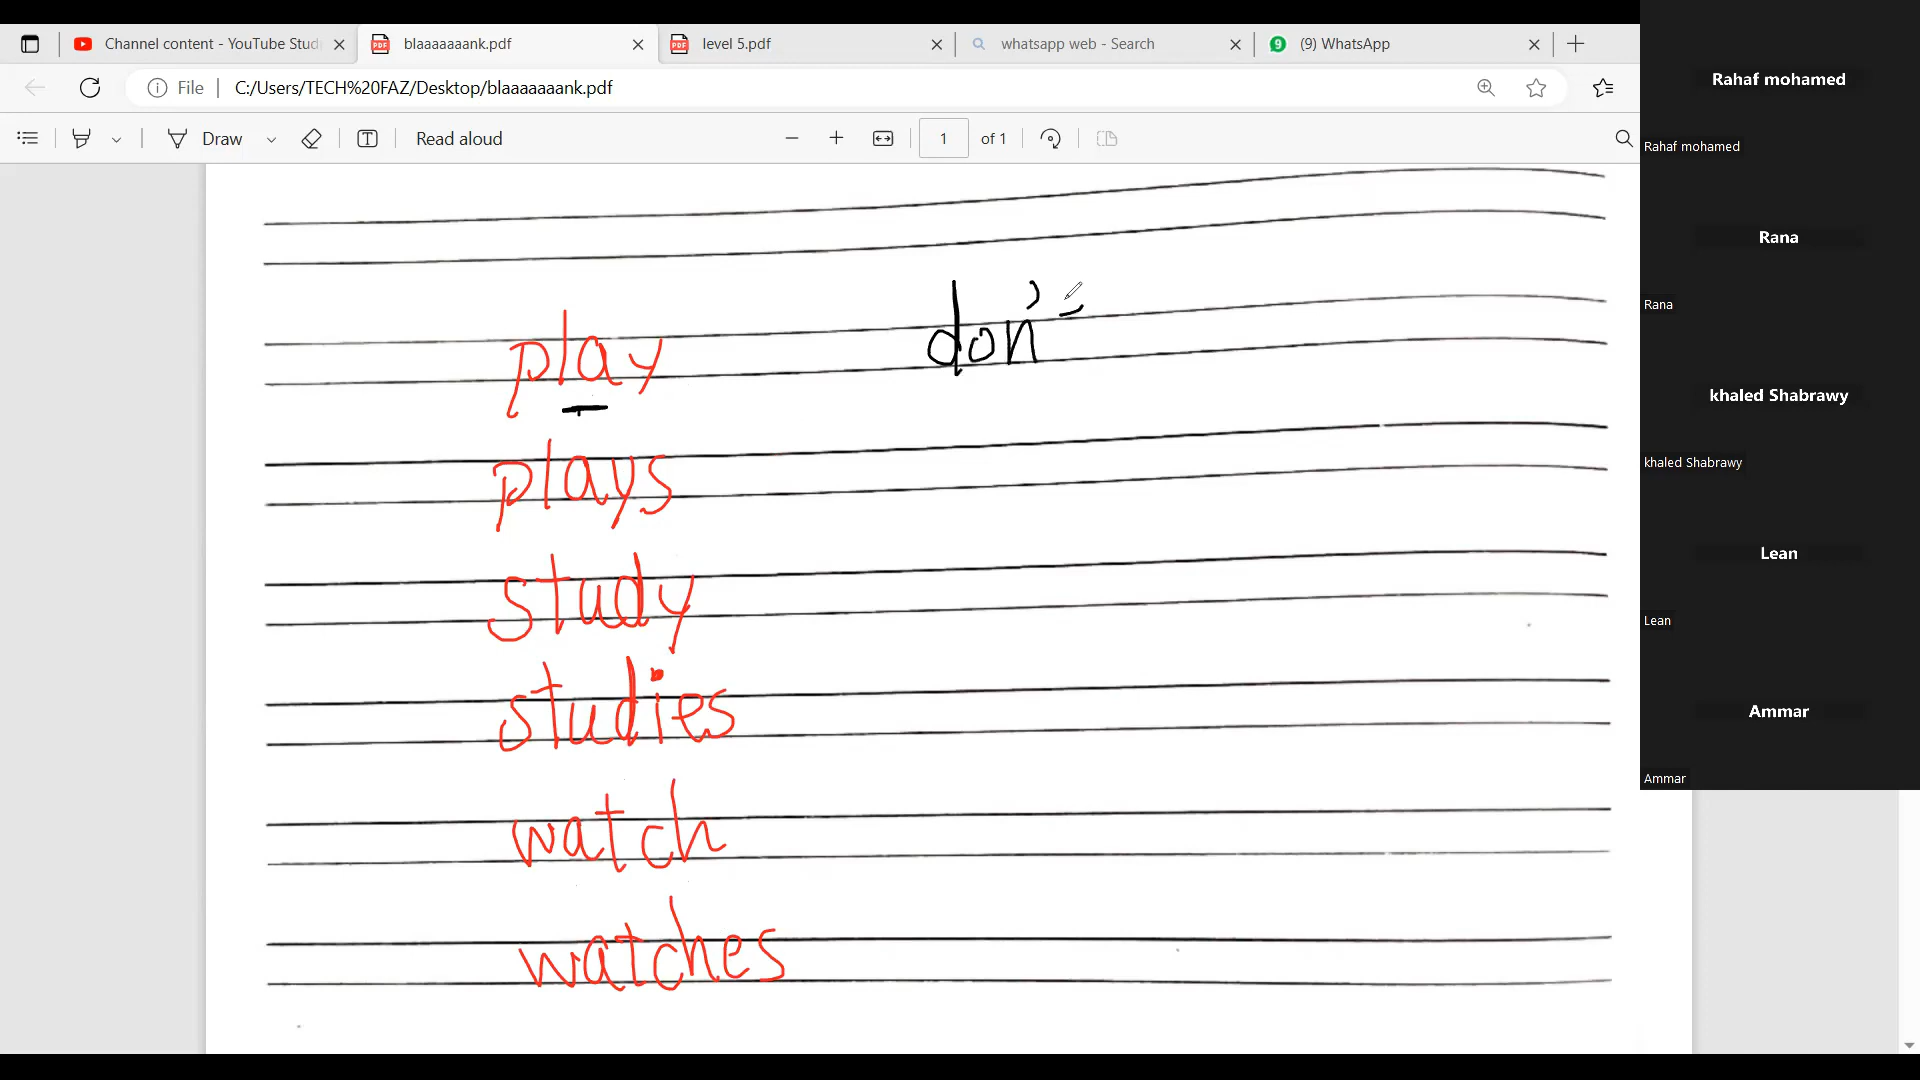 Channel content - YouTube Studi
blaaaaaaank.pdf
level 5.pdf
whatsapp web - Search
(9) WhatsApp
File
C:/Users/TECH%20FAZ/Desktop/blaaaaaaank.pdf
Draw
Read aloud
1 of 1
play
don'
plays
study
studies
watch
watches
Rahaf mohamed
Rahaf mohamed
Rana
Rana
khaled Shabrawy
khaled Shabrawy
Lean
Lean
Ammar
Ammar